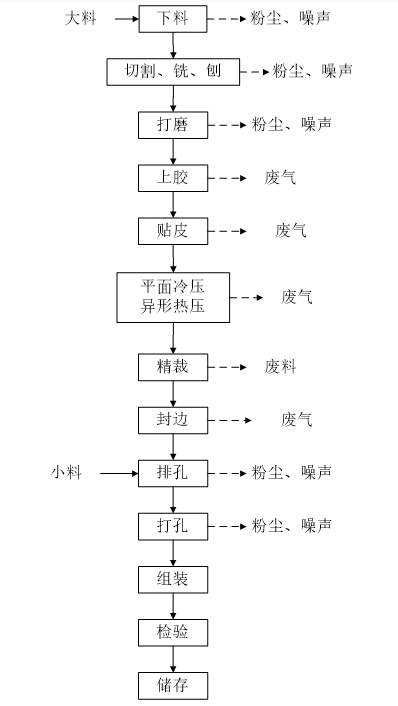 大料 下料 粉尘、噪声
切割、铣、刨 粉尘、噪声
打磨 粉尘、噪声
上胶 废气
贴皮 废气
平面冷压
异形热压
废气
精裁 废料
封边 废气
小料 排孔 粉尘、噪声
打孔 粉尘、噪声
组装
检验
储存